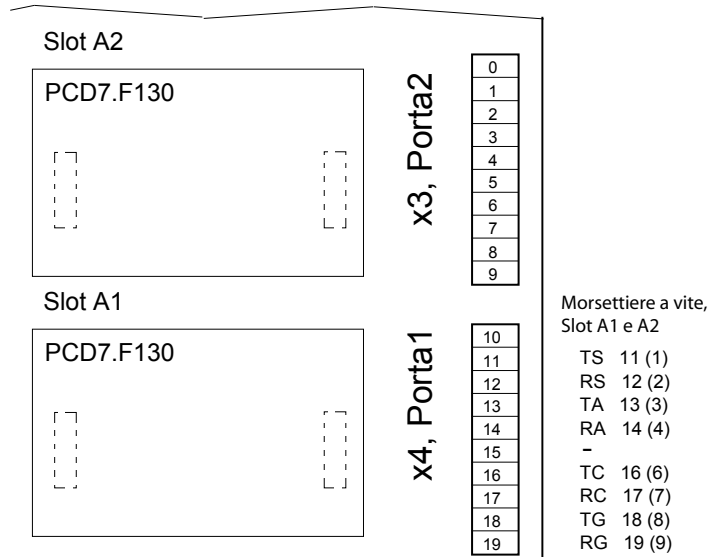 Slot A2
PCD7.F130
x3, Porta2
0
1
2
3
4
5
6
7
8
9
Slot A1
PCD7.F130
x4, Porta1
10
11
12
13
14
15
16
17
18
19
Morsettiere a vite,
Slot A1 e A2
TS 11 (1)
RS 12 (2)
TA 13 (3)
RA 14 (4)
–
TC 16 (6)
RC 17 (7)
TG 18 (8)
RG 19 (9)